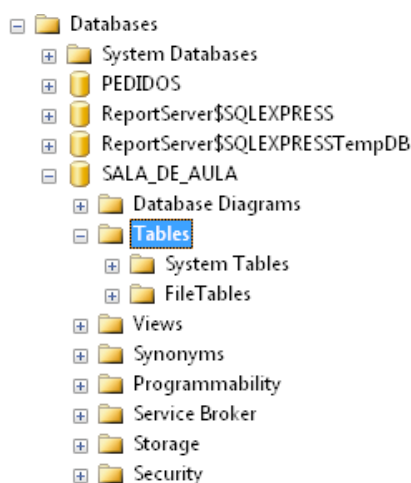 Databases
System Databases
PEDIDOS
ReportServer$SQLEXPRESS
ReportServer$SQLEXPRESSTempDB
SALA_DE_AULA
Database Diagrams
Tables
System Tables
FileTables
Views
Synonyms
Programmability
Service Broker
Storage
Security